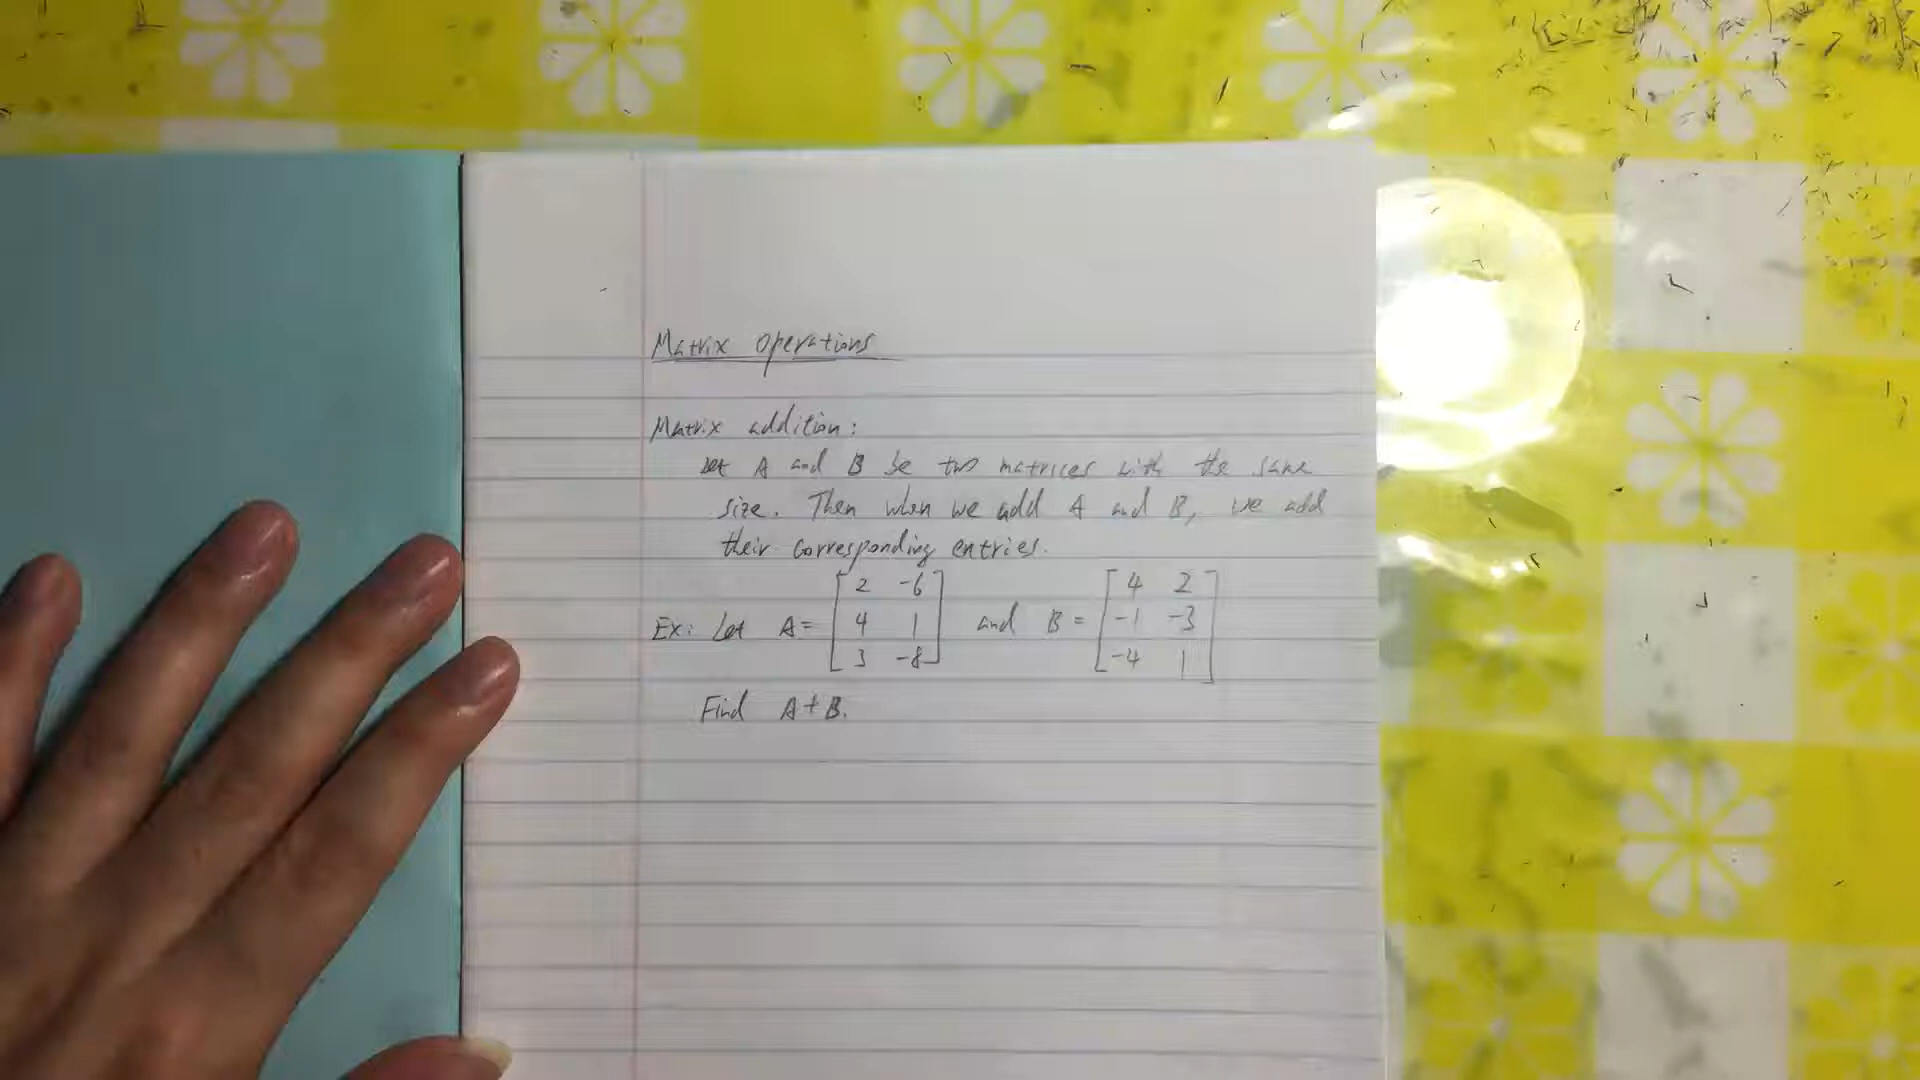 Matrix Operations
Matrix addition:
Let A and B be two matrices with the same
size. Then when we add A and B, we add
their corresponding entries.
Ex: Let A = [2 -6
4 1
3 -8] and B = [4 2
-1 -3
-4 1]
Find A + B.